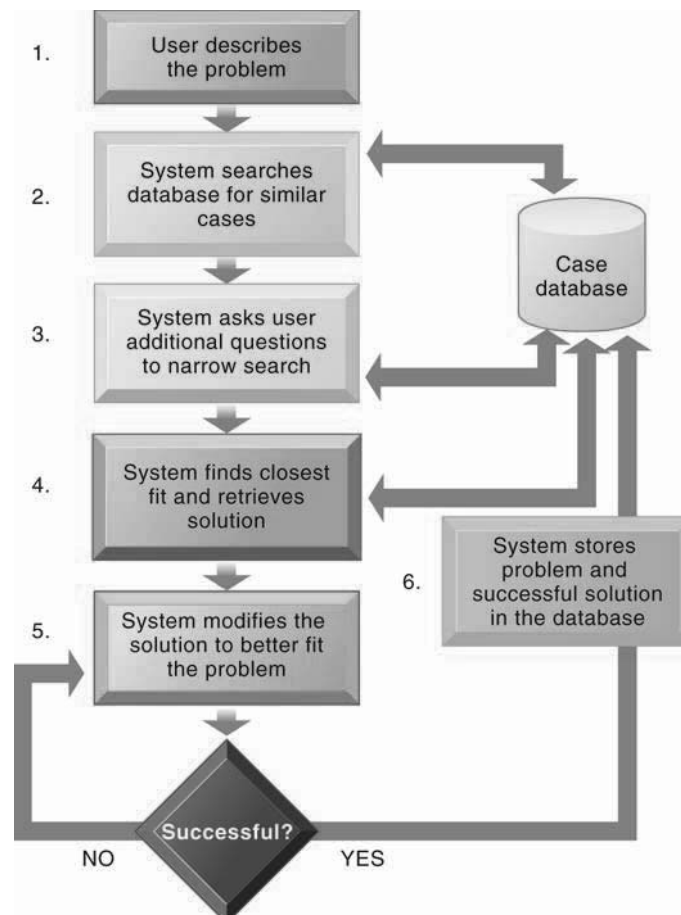 1.
User describes
the problem
2.
System searches
database for similar
cases
Case
database
3.
System asks user
additional questions
to narrow search
4.
System finds closest
fit and retrieves
solution
5.
System modifies the
solution to better fit
the problem
6.
System stores
problem and
successful solution
in the database
Successful?
NO
YES